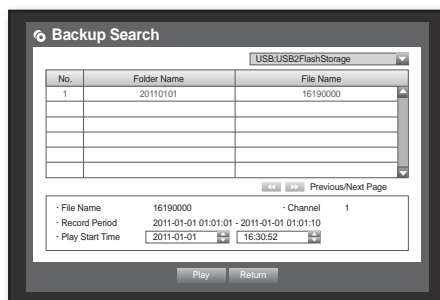 Backup Search
USB:USB2FlashStorage
No. Folder Name File Name
1 20110101 16190000
Previous/Next Page
· File Name 16190000 · Channel 1
· Record Period 2011-01-01 01:01:01 - 2011-01-01 01:01:10
· Play Start Time 2011-01-01 16:30:52
Play Return